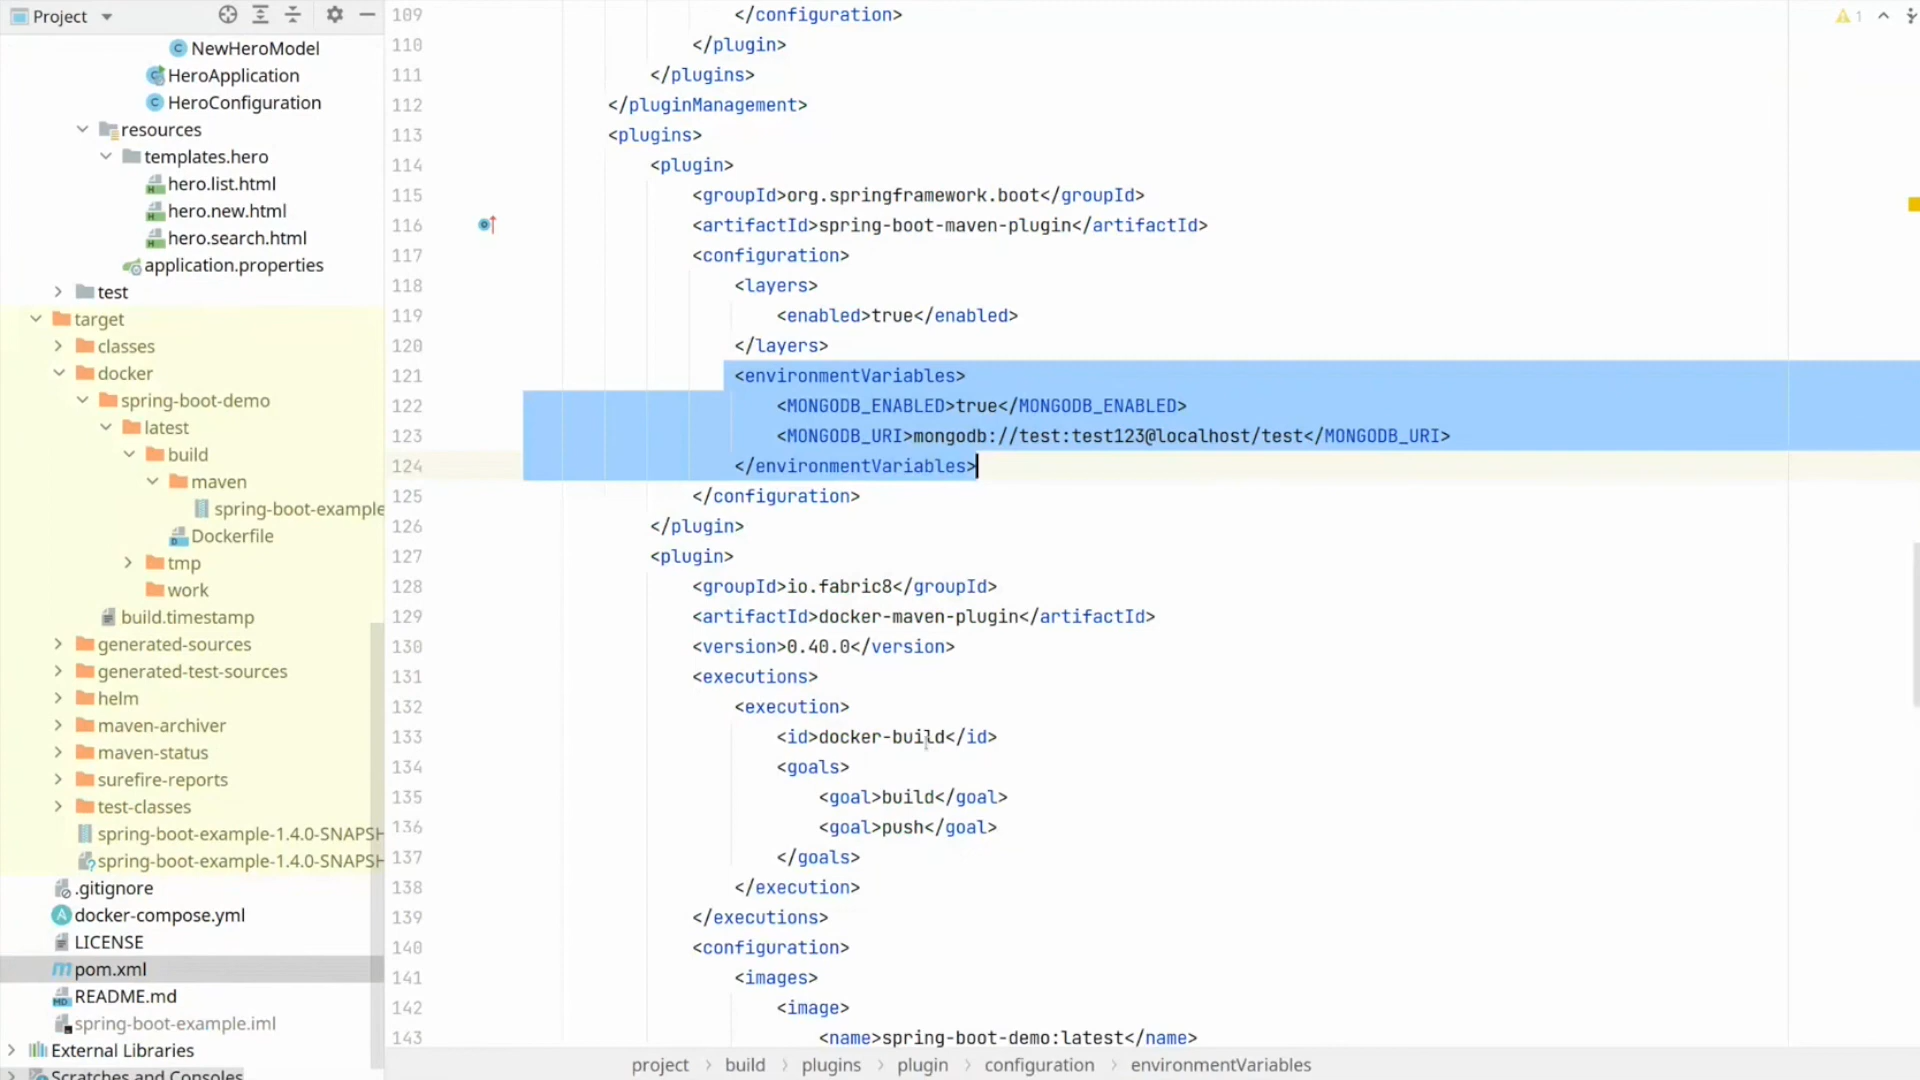 Project
NewHeroModel
HeroApplication
HeroConfiguration
resources
templates.hero
hero.list.html
hero.new.html
hero.search.html
application.properties
test
target
classes
docker
spring-boot-demo
latest
build
maven
spring-boot-example
Dockerfile
tmp
work
build.timestamp
generated-sources
generated-test-sources
helm
maven-archiver
maven-status
surefire-reports
test-classes
spring-boot-example-1.4.0-SNAPSH
spring-boot-example-1.4.0-SNAPSH
.gitignore
docker-compose.yml
LICENSE
pom.xml
README.md
spring-boot-example.iml
External Libraries
Scratches and Consoles
109 </configuration>
110 </plugin>
111 </plugins>
112 </pluginManagement>
113 <plugins>
114 <plugin>
115 <groupId>org.springframework.boot</groupId>
116 <artifactId>spring-boot-maven-plugin</artifactId>
117 <configuration>
118 <layers>
119 <enabled>true</enabled>
120 </layers>
121 <environmentVariables>
122 <MONGODB_ENABLED>true</MONGODB_ENABLED>
123 <MONGODB_URI>mongodb://test:test123@localhost/test</MONGODB_URI>
124 </environmentVariables>
125 </configuration>
126 </plugin>
127 <plugin>
128 <groupId>io.fabric8</groupId>
129 <artifactId>docker-maven-plugin</artifactId>
130 <version>0.40.0</version>
131 <executions>
132 <execution>
133 <id>docker-build</id>
134 <goals>
135 <goal>build</goal>
136 <goal>push</goal>
137 </goals>
138 </execution>
139 </executions>
140 <configuration>
141 <images>
142 <image>
143 <name>spring-boot-demo:latest</name>
1
project > build > plugins > plugin > configuration > environmentVariables